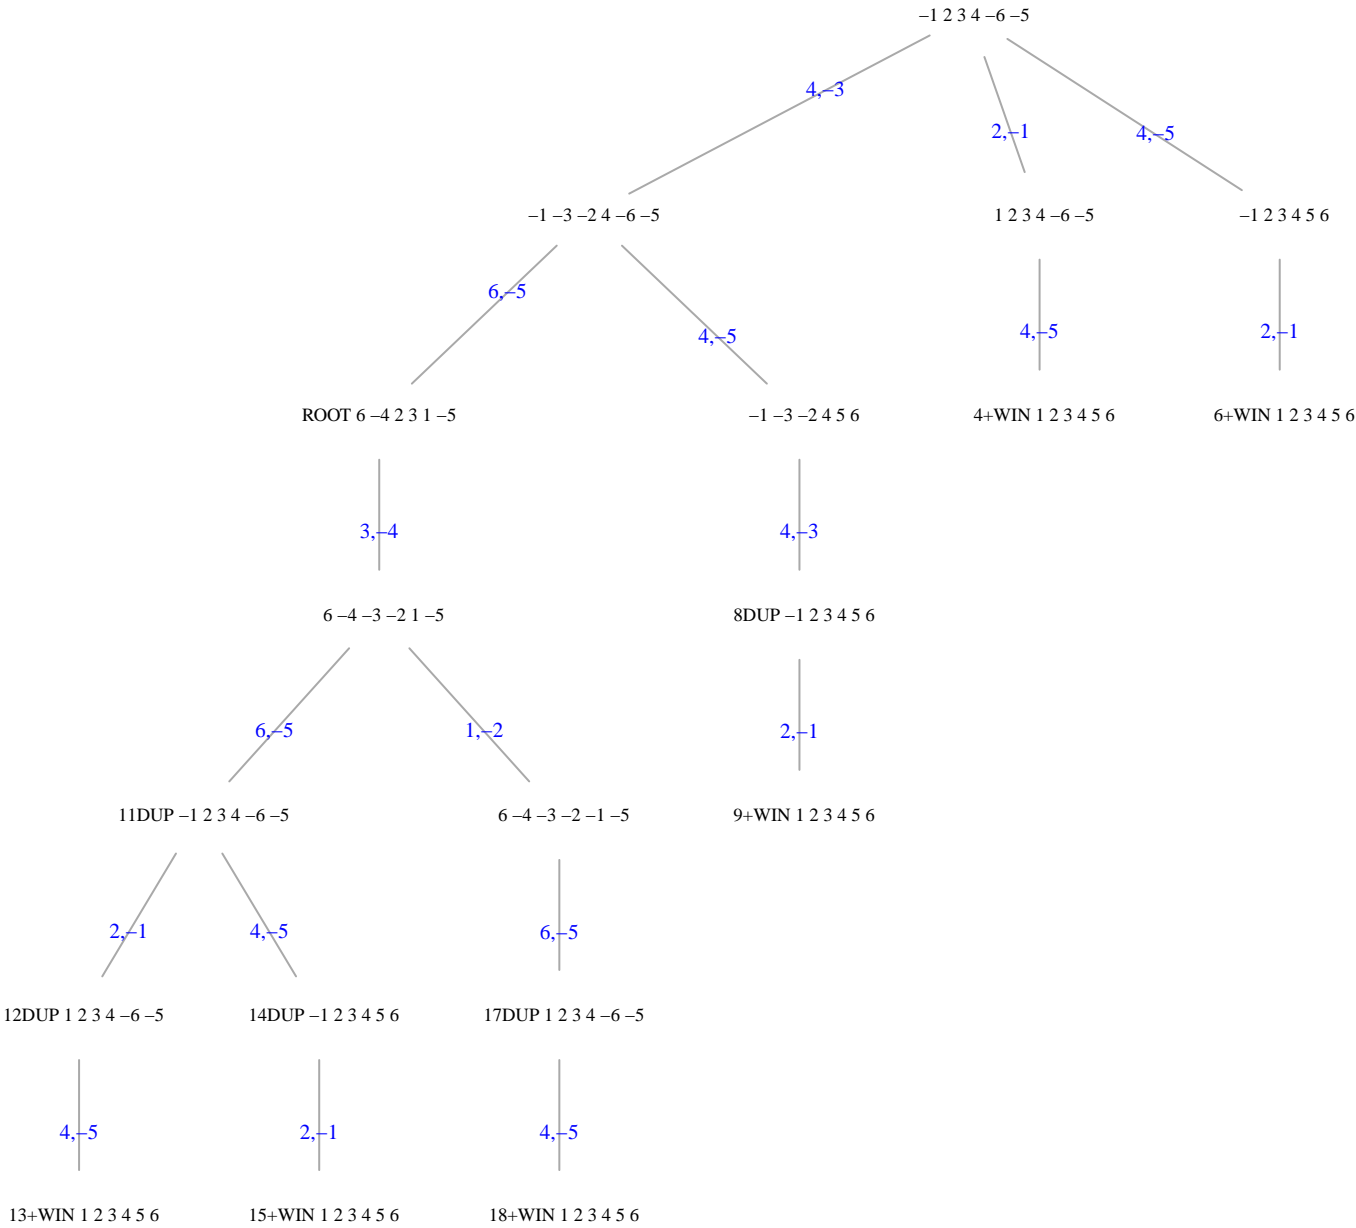 –1 2 3 4 –6 –5
4,–3
2,–1
4,–5
–1 –3 –2 4 –6 –5
1 2 3 4 –6 –5
–1 2 3 4 5 6
6,–5
4,–5
4,–5
2,–1
ROOT 6 –4 2 3 1 –5
–1 –3 –2 4 5 6
4+WIN 1 2 3 4 5 6
6+WIN 1 2 3 4 5 6
3,–4
4,–3
6 –4 –3 –2 1 –5
8DUP –1 2 3 4 5 6
6,–5
1,–2
2,–1
11DUP –1 2 3 4 –6 –5
6 –4 –3 –2 –1 –5
9+WIN 1 2 3 4 5 6
2,–1
4,–5
6,–5
12DUP 1 2 3 4 –6 –5
14DUP –1 2 3 4 5 6
17DUP 1 2 3 4 –6 –5
4,–5
2,–1
4,–5
13+WIN 1 2 3 4 5 6
15+WIN 1 2 3 4 5 6
18+WIN 1 2 3 4 5 6